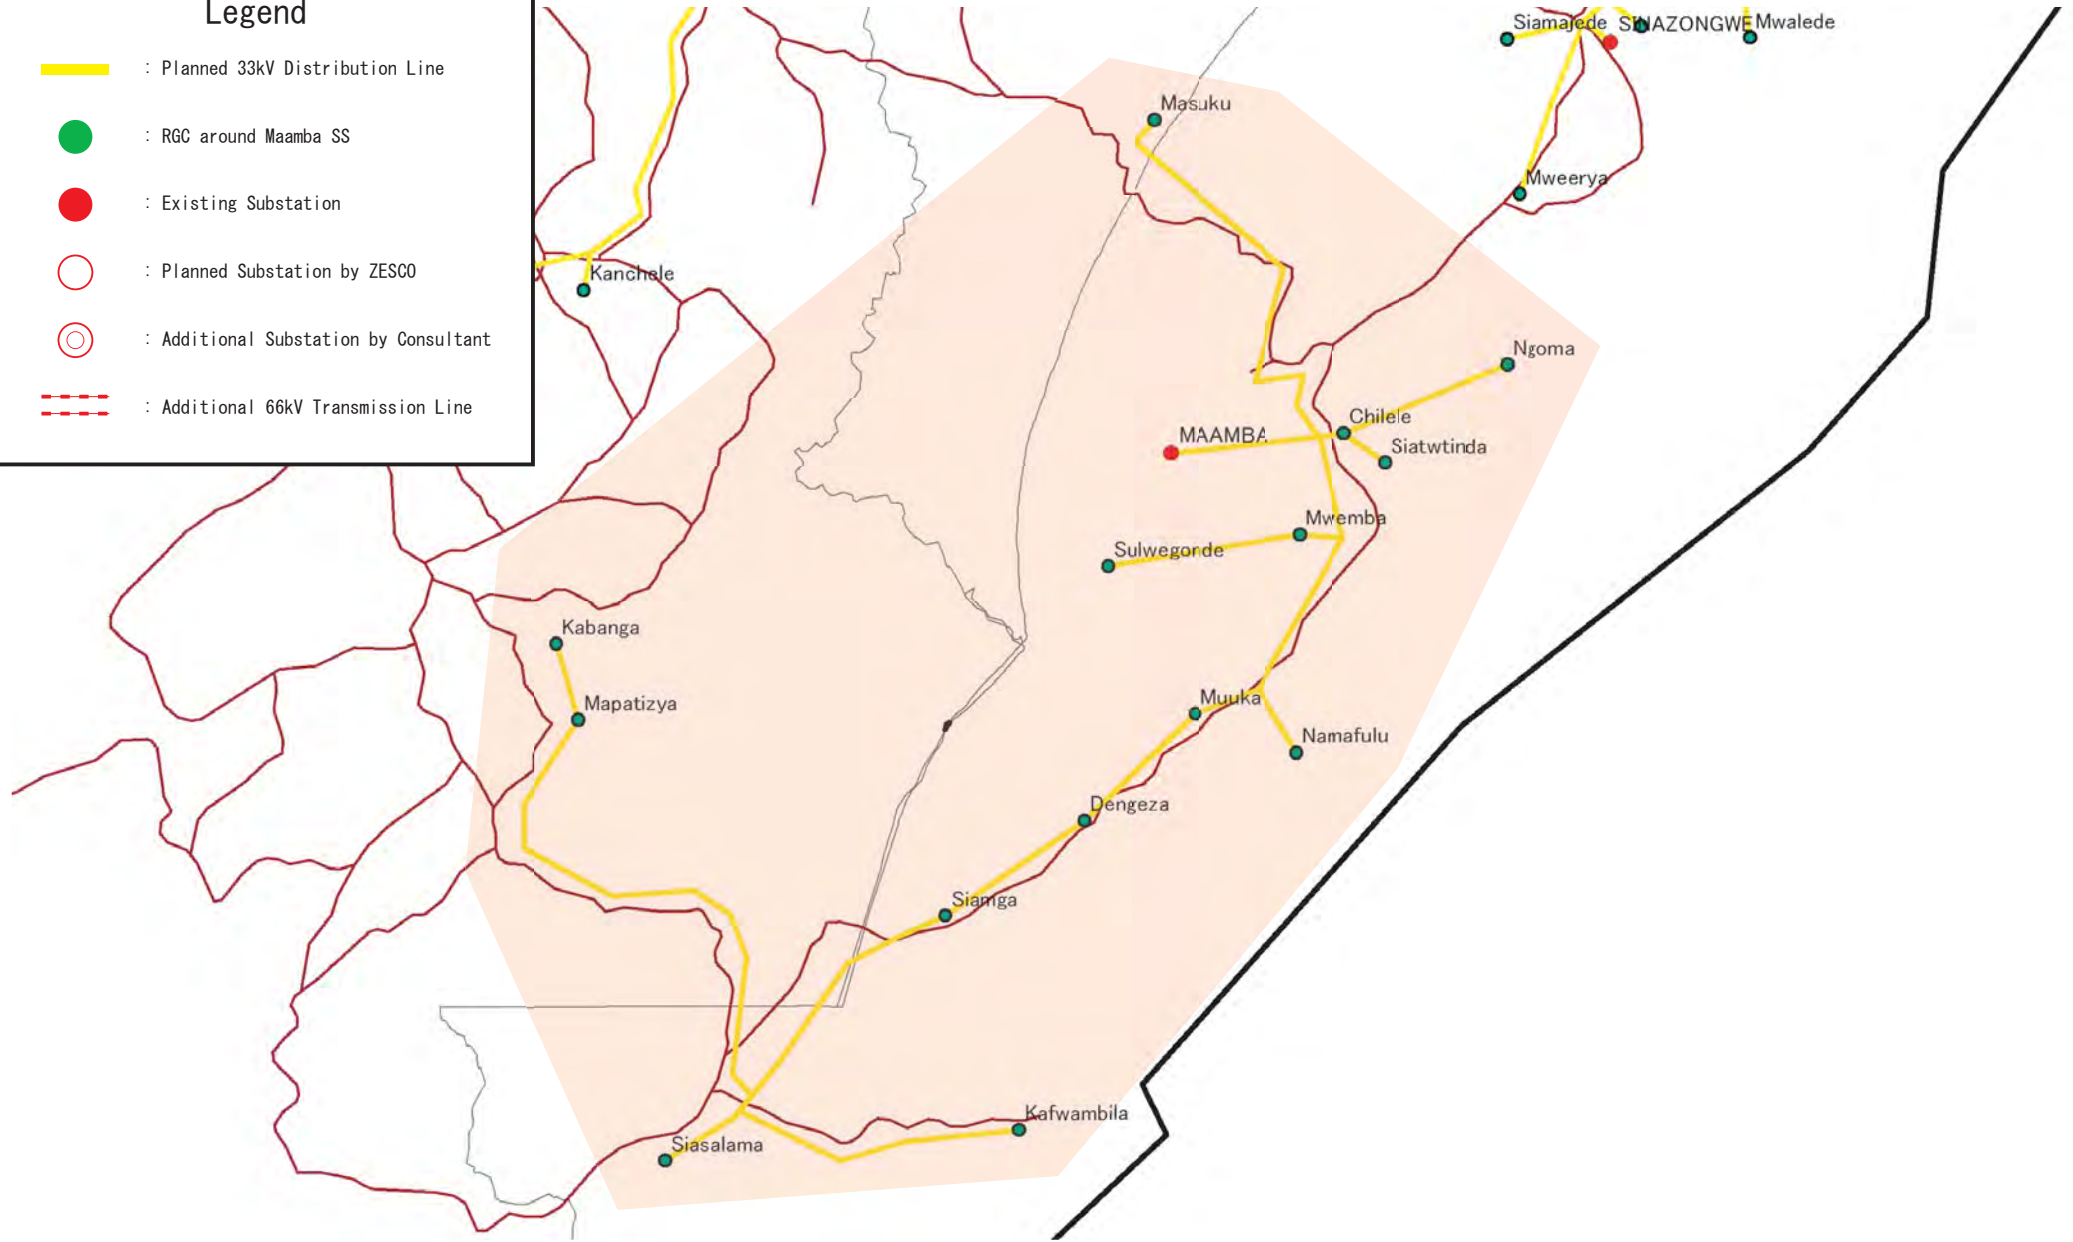 Legend
: Planned 33kV Distribution Line
: RGC around Maamba SS
: Existing Substation
: Planned Substation by ZESCO
: Additional Substation by Consultant
: Additional 66kV Transmission Line
Siamajede
SINAZONGWE
Mwalede
Masuku
Mweerya
Kanchele
Ngoma
Chilele
MAAMBA
Siatwtinda
Mwemba
Sulwegorde
Kabanga
Mapatizya
Muuka
Namafulu
Dengeza
Siamga
Kafwambila
Siasalama